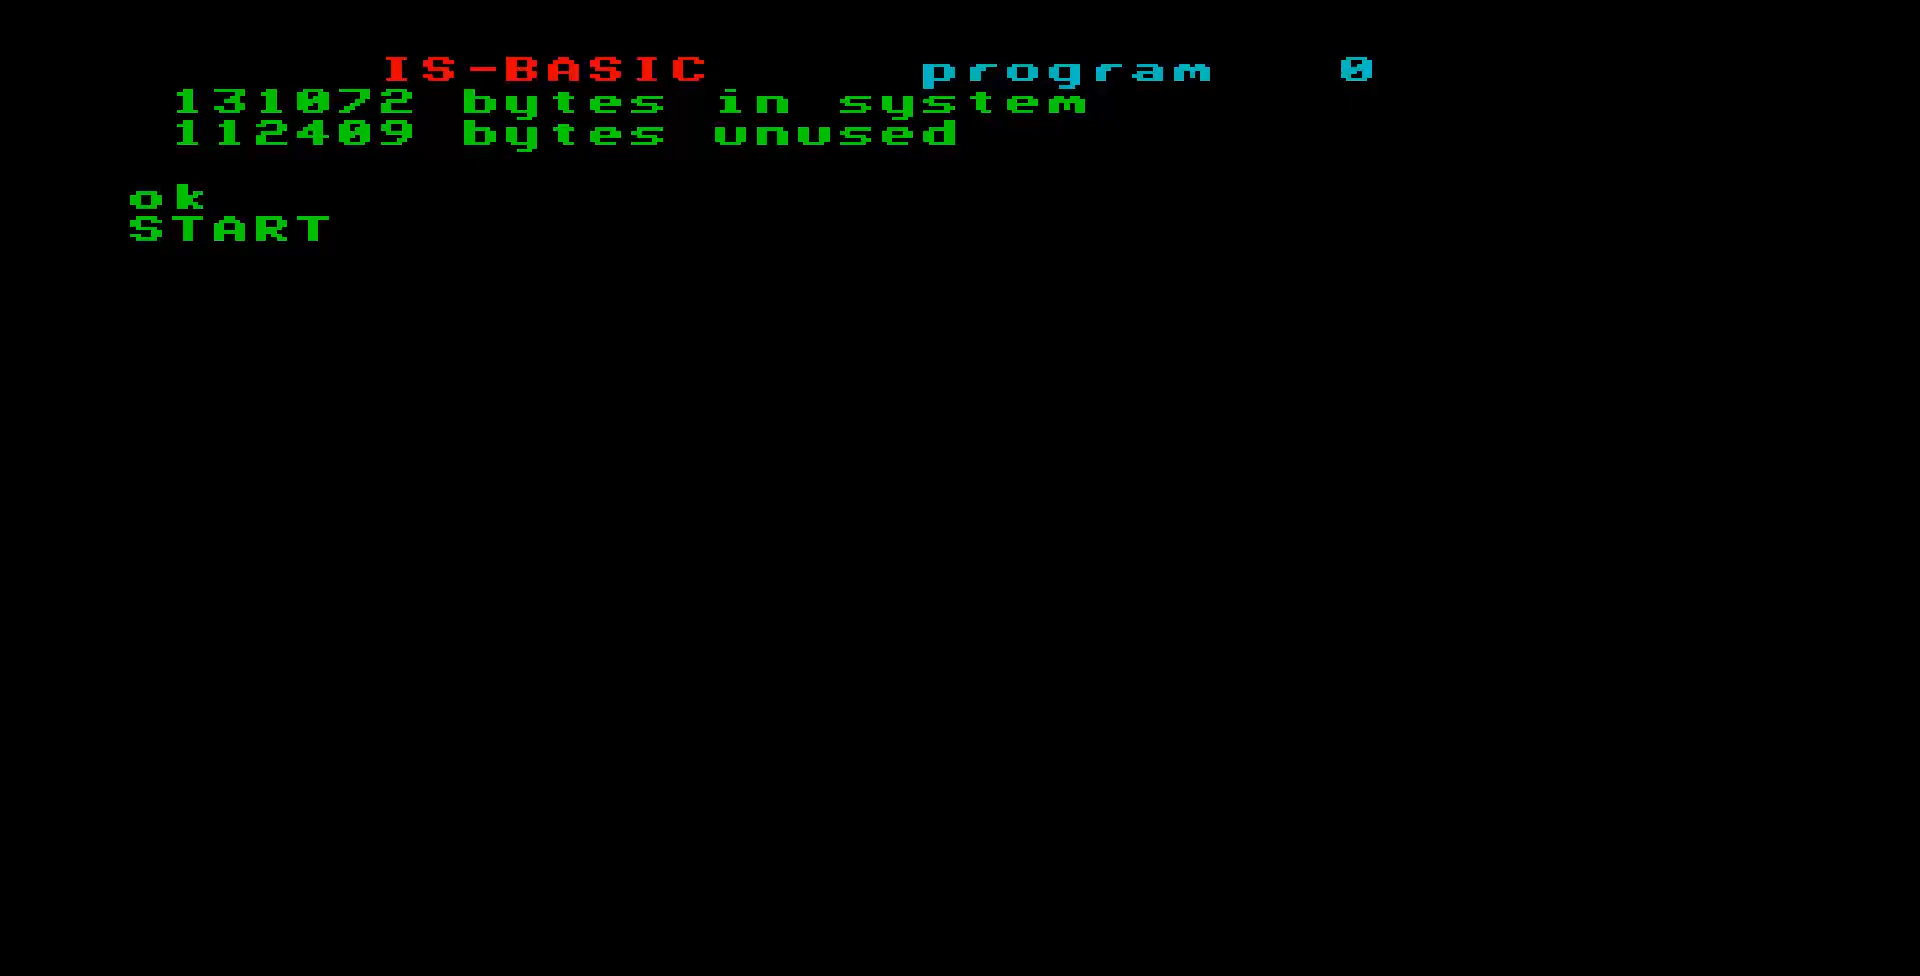 IS-BASIC program 0
131072 bytes in system
112409 bytes unused
ok
START